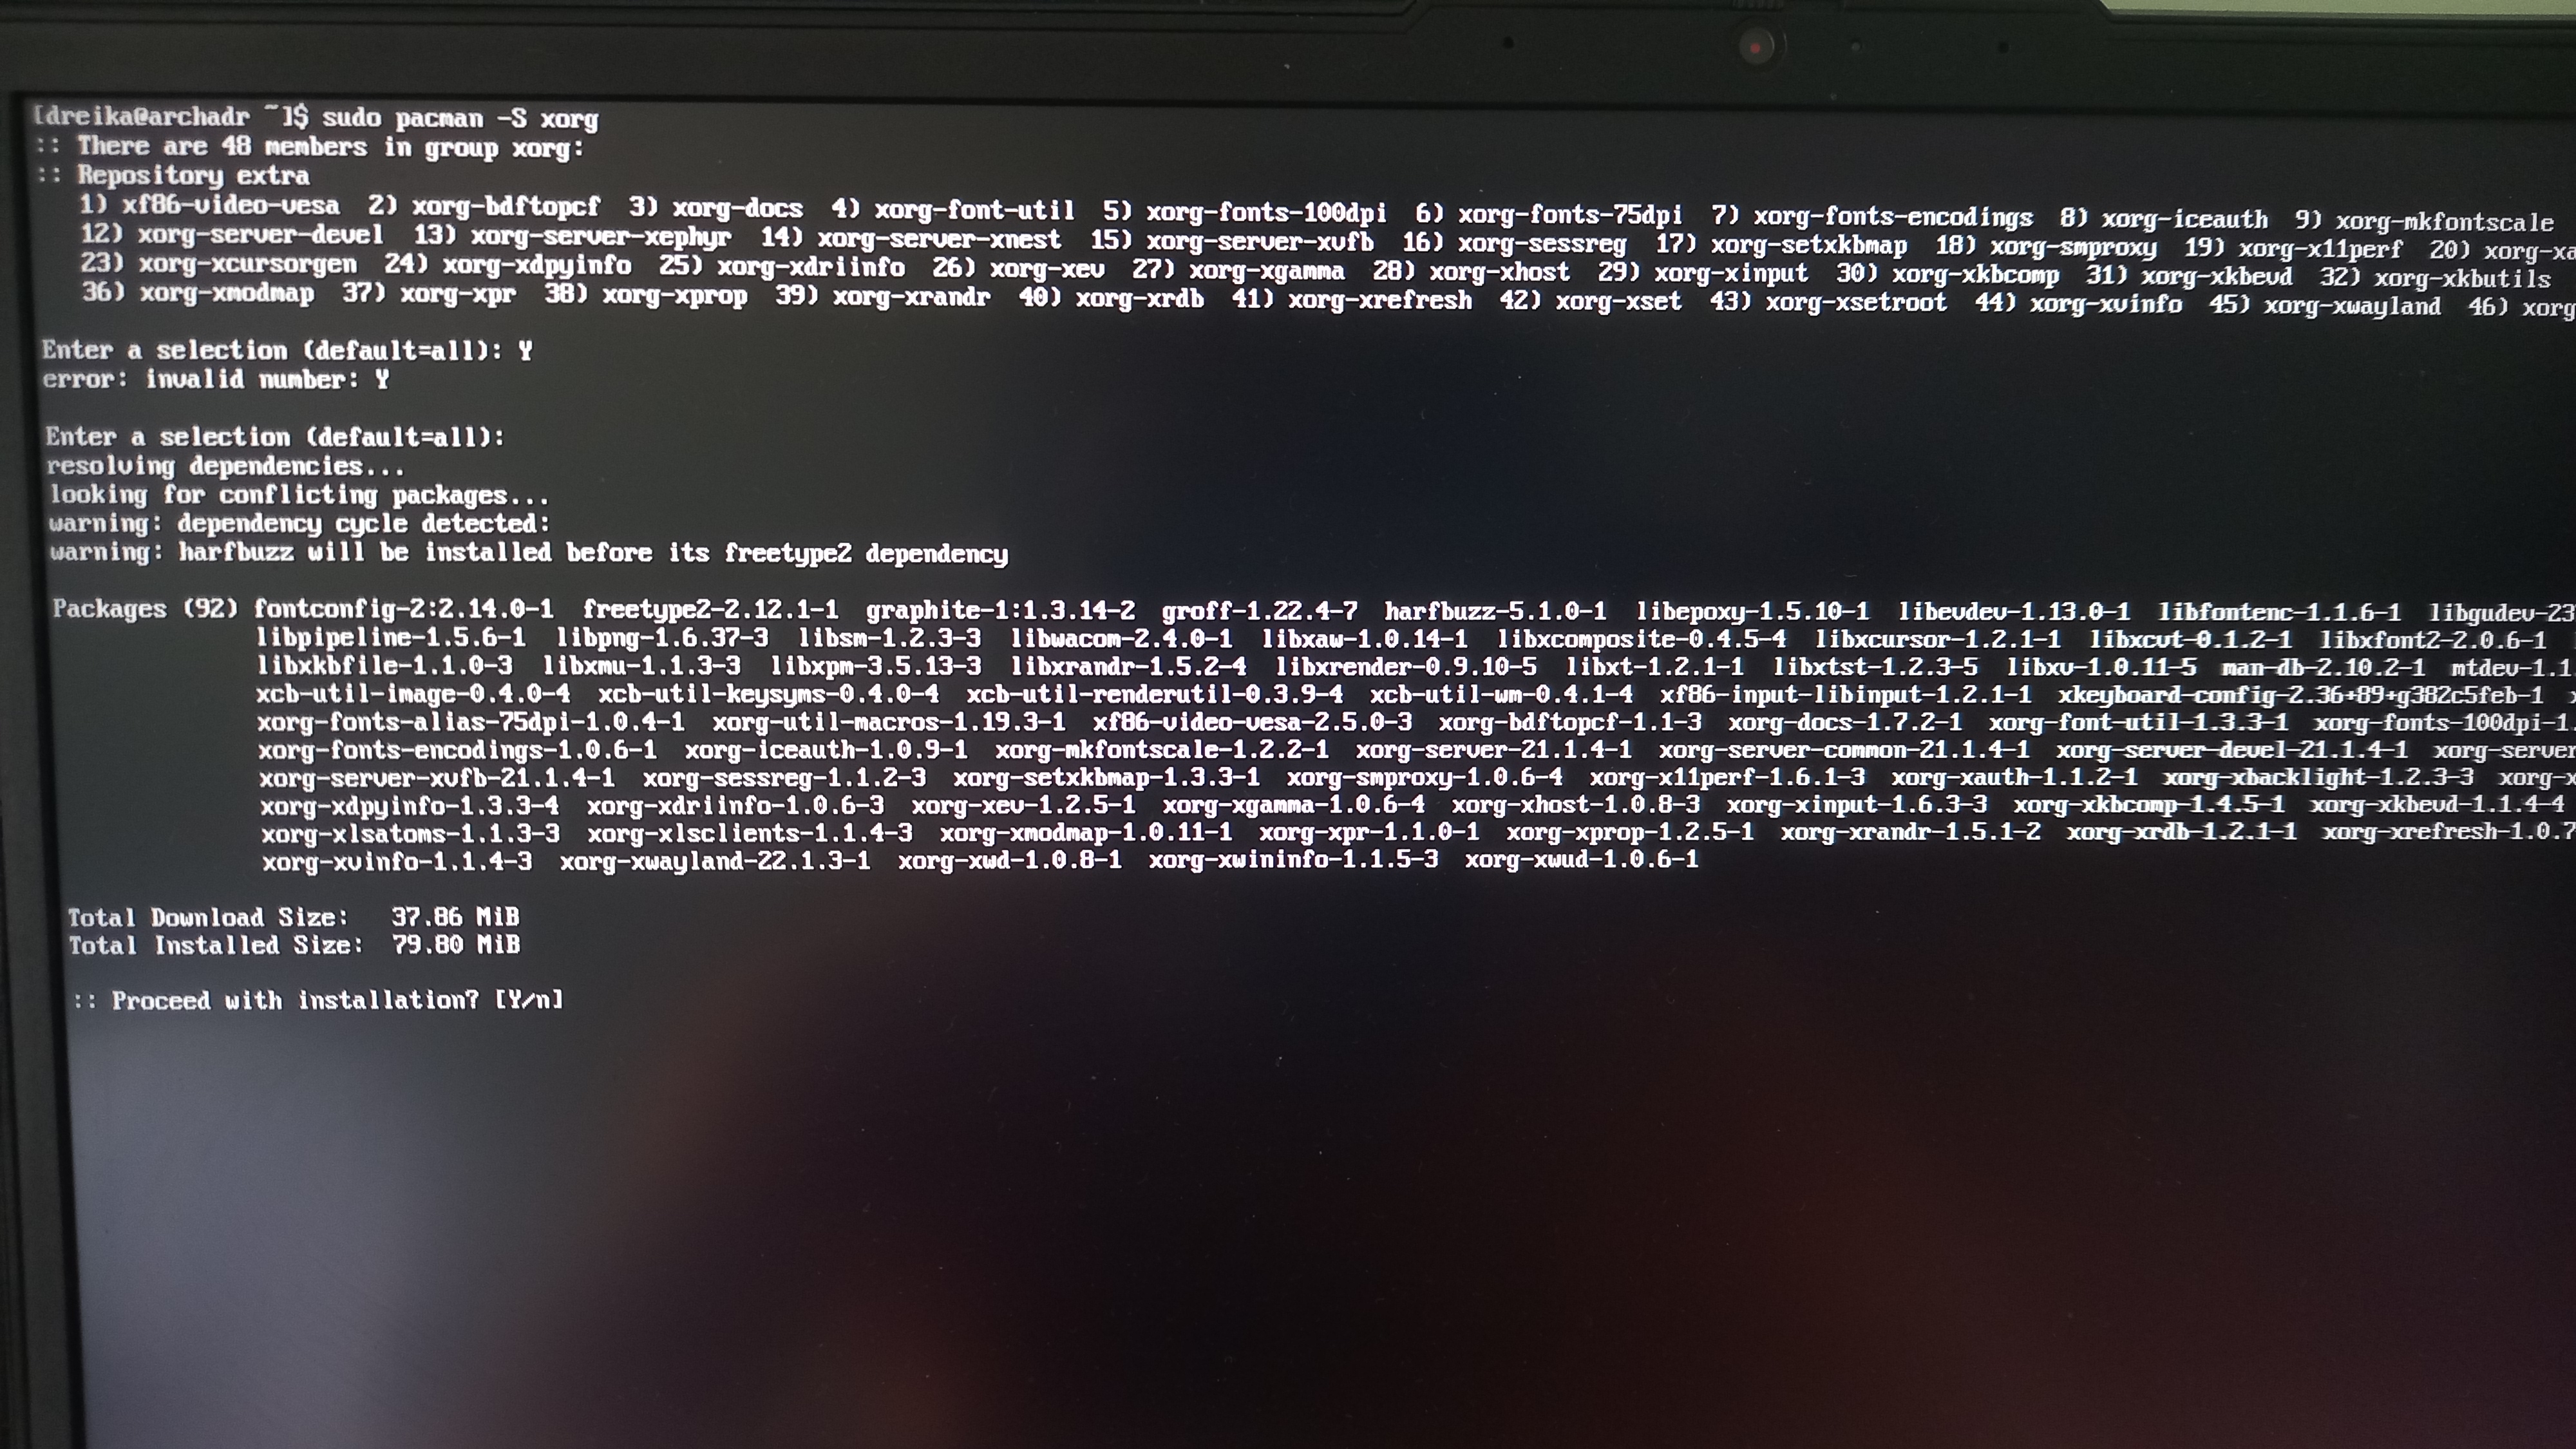 [dreika@archadr ~]$ sudo pacman -S xorg
:: There are 48 members in group xorg:
:: Repository extra
1) xf86-video-vesa 2) xorg-bdftopcf 3) xorg-docs 4) xorg-font-util 5) xorg-fonts-100dpi 6) xorg-fonts-75dpi 7) xorg-fonts-encodings 8) xorg-iceauth 9) xorg-mkfontscale
12) xorg-server-devel 13) xorg-server-xephyr 14) xorg-server-xnest 15) xorg-server-xvfb 16) xorg-sessreg 17) xorg-setxkbmap 18) xorg-smproxy 19) xorg-x11perf 20) xorg-xa
23) xorg-xcursorgen 24) xorg-xdpyinfo 25) xorg-xdriinfo 26) xorg-xev 27) xorg-xgamma 28) xorg-xhost 29) xorg-xinput 30) xorg-xkbcomp 31) xorg-xkbevd 32) xorg-xkbutils
36) xorg-xmodmap 37) xorg-xpr 38) xorg-xprop 39) xorg-xrandr 40) xorg-xrdb 41) xorg-xrefresh 42) xorg-xset 43) xorg-xsetroot 44) xorg-xvinfo 45) xorg-xwayland 46) xorg
Enter a selection (default=all): Y
error: invalid number: Y
Enter a selection (default=all):
resolving dependencies...
looking for conflicting packages...
warning: dependency cycle detected:
warning: harfbuzz will be installed before its freetype2 dependency
Packages (92) fontconfig-2:2.14.0-1 freetype2-2.12.1-1 graphite-1:1.3.14-2 groff-1.22.4-7 harfbuzz-5.1.0-1 libepoxy-1.5.10-1 libevdev-1.13.0-1 libfontenc-1.1.6-1 libgudev-23
libpipeline-1.5.6-1 libpng-1.6.37-3 libsm-1.2.3-3 libwacom-2.4.0-1 libxaw-1.0.14-1 libxcomposite-0.4.5-4 libxcursor-1.2.1-1 libxcvt-0.1.2-1 libxfont2-2.0.6-1
libxkbfile-1.1.0-3 libxmu-1.1.3-3 libxpm-3.5.13-3 libxrandr-1.5.2-4 libxrender-0.9.10-5 libxt-1.2.1-1 libxtst-1.2.3-5 libxv-1.0.11-5 man-db-2.10.2-1 mtdev-1.1.
xcb-util-image-0.4.0-4 xcb-util-keysyms-0.4.0-4 xcb-util-renderutil-0.3.9-4 xcb-util-wm-0.4.1-4 xf86-input-libinput-1.2.1-1 xkeyboard-config-2.36+89+g382c5feb-1
xorg-fonts-alias-75dpi-1.0.4-1 xorg-util-macros-1.19.3-1 xf86-video-vesa-2.5.0-3 xorg-bdftopcf-1.1-3 xorg-docs-1.7.2-1 xorg-font-util-1.3.3-1 xorg-fonts-100dpi-1.
xorg-fonts-encodings-1.0.6-1 xorg-iceauth-1.0.9-1 xorg-mkfontscale-1.2.2-1 xorg-server-21.1.4-1 xorg-server-common-21.1.4-1 xorg-server-devel-21.1.4-1 xorg-server
xorg-server-xvfb-21.1.4-1 xorg-sessreg-1.1.2-3 xorg-setxkbmap-1.3.3-1 xorg-smproxy-1.0.6-4 xorg-x11perf-1.6.1-3 xorg-xauth-1.1.2-1 xorg-xbacklight-1.2.3-3 xorg-x
xorg-xdpyinfo-1.3.3-4 xorg-xdriinfo-1.0.6-3 xorg-xev-1.2.5-1 xorg-xgamma-1.0.6-4 xorg-xhost-1.0.8-3 xorg-xinput-1.6.3-3 xorg-xkbcomp-1.4.5-1 xorg-xkbevd-1.1.4-4
xorg-xlsatoms-1.1.3-3 xorg-xlsclients-1.1.4-3 xorg-xmodmap-1.0.11-1 xorg-xpr-1.1.0-1 xorg-xprop-1.2.5-1 xorg-xrandr-1.5.1-2 xorg-xrdb-1.2.1-1 xorg-xrefresh-1.0.7
xorg-xvinfo-1.1.4-3 xorg-xwayland-22.1.3-1 xorg-xwd-1.0.8-1 xorg-xwininfo-1.1.5-3 xorg-xwud-1.0.6-1
Total Download Size: 37.86 MiB
Total Installed Size: 79.80 MiB
:: Proceed with installation? [Y/n]